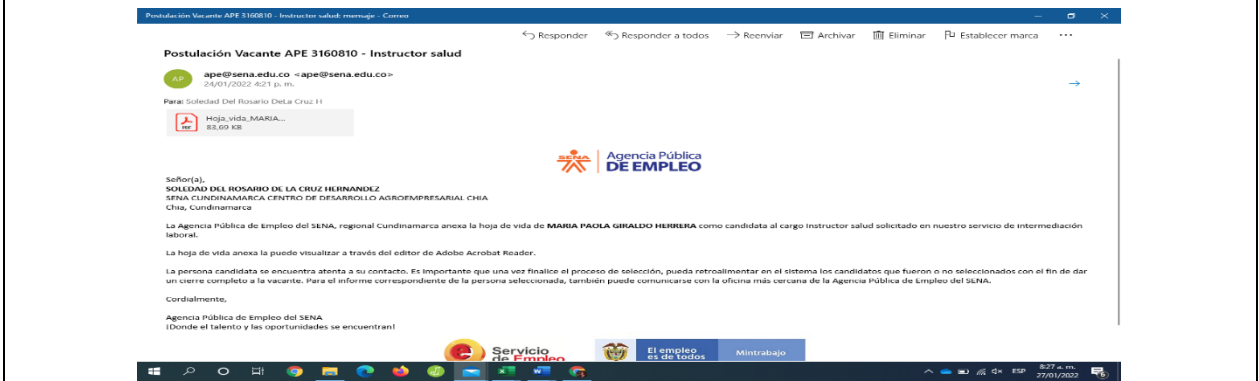 Postulación Vacante APE 3160810 - Instructor salud: mensaje - Correo
Responder Responder a todos Reenviar Archivar Eliminar Establecer marca
Postulación Vacante APE 3160810 - Instructor salud
AP
ape@sena.edu.co <ape@sena.edu.co>
24/01/2022 4:21 p. m.
Para: Soledad Del Rosario DeLa Cruz H
PDF
Hoja_vida_MARIA...
83,69 KB
SENA
Agencia Pública
DE EMPLEO
Señor(a),
SOLEDAD DEL ROSARIO DE LA CRUZ HERNANDEZ
SENA CUNDINAMARCA CENTRO DE DESARROLLO AGROEMPRESARIAL CHIA
Chia, Cundinamarca
La Agencia Pública de Empleo del SENA, regional Cundinamarca anexa la hoja de vida de MARIA PAOLA GIRALDO HERRERA como candidata al cargo Instructor salud solicitado en nuestro servicio de intermediación
laboral.
La hoja de vida anexa la puede visualizar a través del editor de Adobe Acrobat Reader.
La persona candidata se encuentra atenta a su contacto. Es importante que una vez finalice el proceso de selección, pueda retroalimentar en el sistema los candidatos que fueron o no seleccionados con el fin de dar
un cierre completo a la vacante. Para el informe correspondiente de la persona seleccionada, también puede comunicarse con la oficina más cercana de la Agencia Pública de Empleo del SENA.
Cordialmente,
Agencia Pública de Empleo del SENA
¡Donde el talento y las oportunidades se encuentran!
Servicio
de Empleo
El empleo
es de todos
Mintrabajo
ESP
8:27 a. m.
27/01/2022